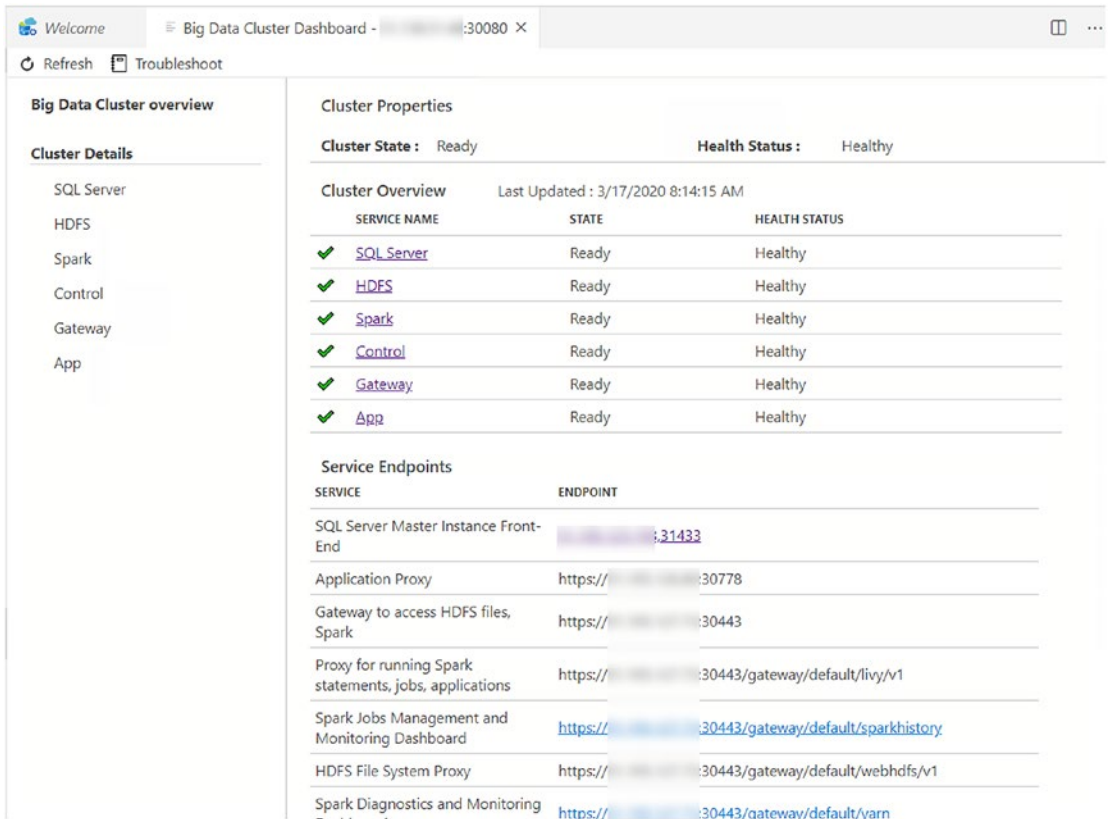 Welcome
Big Data Cluster Dashboard - :30080 ×
Refresh Troubleshoot
Big Data Cluster overview
Cluster Details
SQL Server
HDFS
Spark
Control
Gateway
App
Cluster Properties
Cluster State : Ready Health Status : Healthy
Cluster Overview Last Updated : 3/17/2020 8:14:15 AM
SERVICE NAME STATE HEALTH STATUS
SQL Server Ready Healthy
HDFS Ready Healthy
Spark Ready Healthy
Control Ready Healthy
Gateway Ready Healthy
App Ready Healthy
Service Endpoints
SERVICE ENDPOINT
SQL Server Master Instance Front-
End
,31433
Application Proxy https:// :30778
Gateway to access HDFS files,
Spark
https:// :30443
Proxy for running Spark
statements, jobs, applications
https:// :30443/gateway/default/livy/v1
Spark Jobs Management and
Monitoring Dashboard
https:// :30443/gateway/default/sparkhistory
HDFS File System Proxy https:// :30443/gateway/default/webhdfs/v1
Spark Diagnostics and Monitoring
https:// :30443/gateway/default/yarn